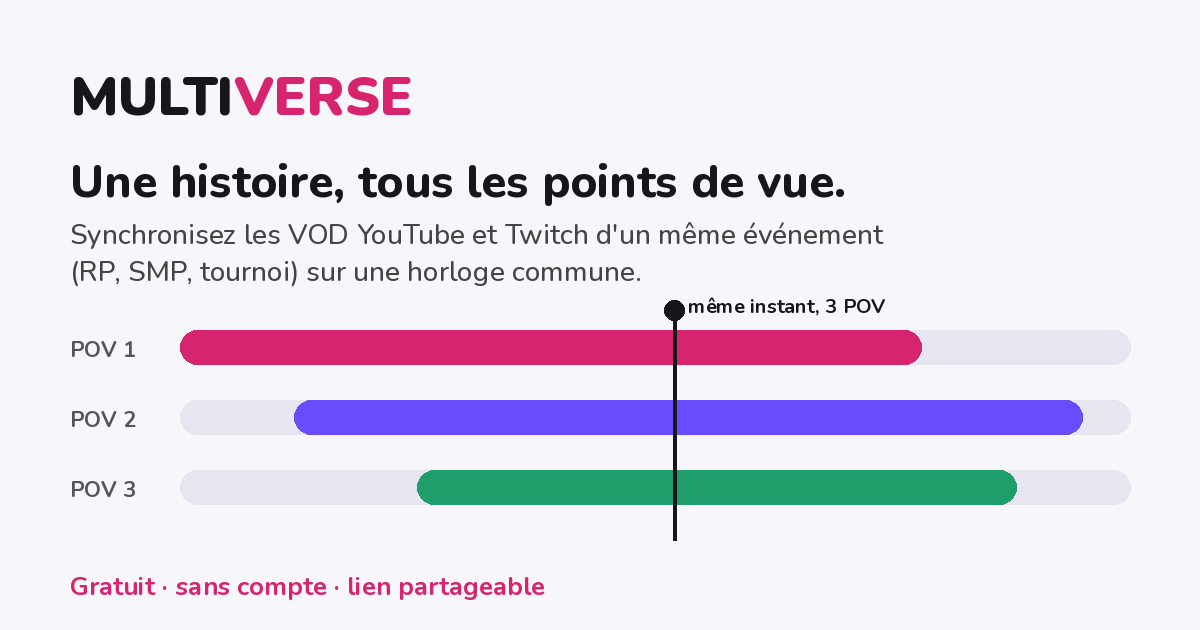 MULTIVERSE
Une histoire, tous les points de vue.
Synchronisez les VOD YouTube et Twitch d'un même événement
(RP, SMP, tournoi) sur une horloge commune.
même instant, 3 POV
POV 1
POV 2
POV 3
Gratuit · sans compte · lien partageable